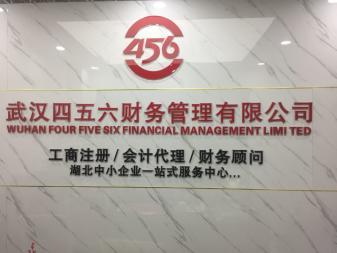 456
武汉四五六财务管理有限公司
WUHAN FOUR FIVE SIX FINANCIAL MANAGEMENT LIMI TED
工商注册/会计代理/财务顾问
湖北中小企业一站式服务中心...